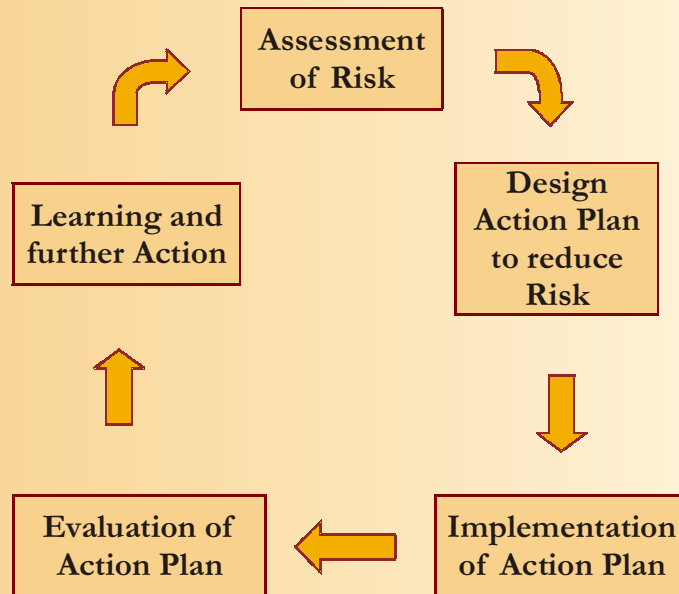 Assessment
of Risk
Design
Action Plan
to reduce
Risk
Learning and
further Action
Implementation
of Action Plan
Evaluation of
Action Plan